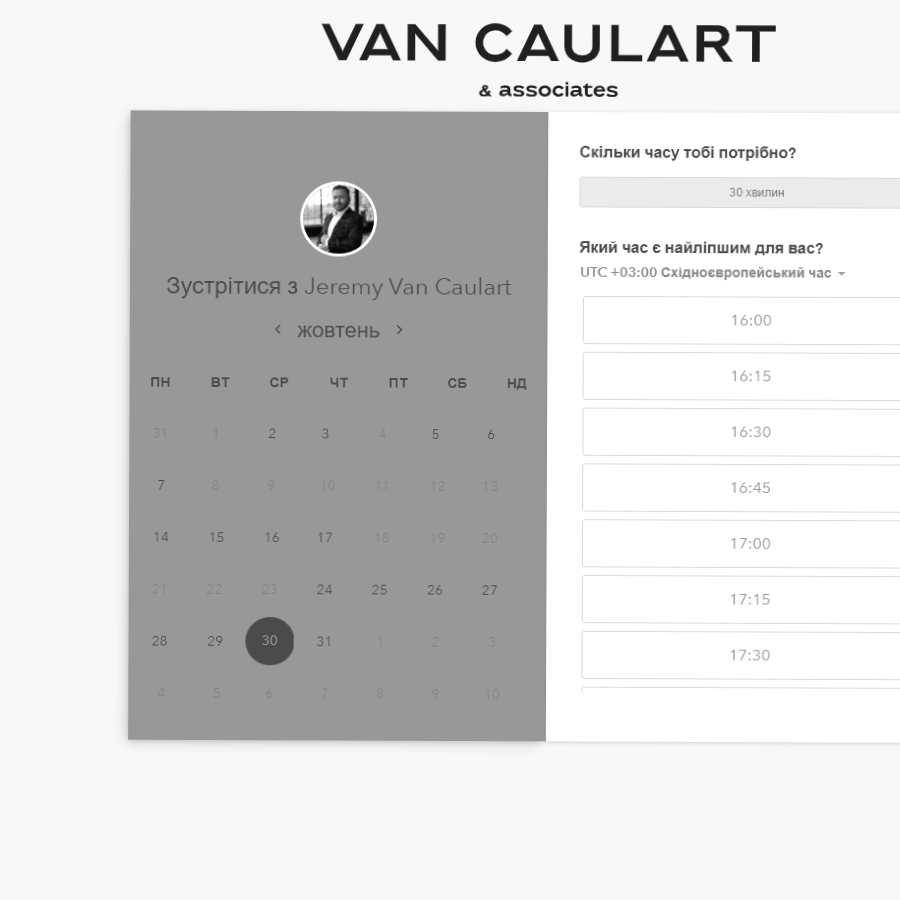 VAN CAULART
& associates
Зустрітися з Jeremy Van Caulart
жовтень
ПН ВТ СР ЧТ ПТ СБ НД
31 1 2 3 4 5 6
7 8 9 10 11 12 13
14 15 16 17 18 19 20
21 22 23 24 25 26 27
28 29 30 31 1 2 3
4 5 6 7 8 9 10
Скільки часу тобі потрібно?
30 хвилин
Який час є найліпшим для вас?
UTC +03:00 Східноєвропейський час
16:00
16:15
16:30
16:45
17:00
17:15
17:30